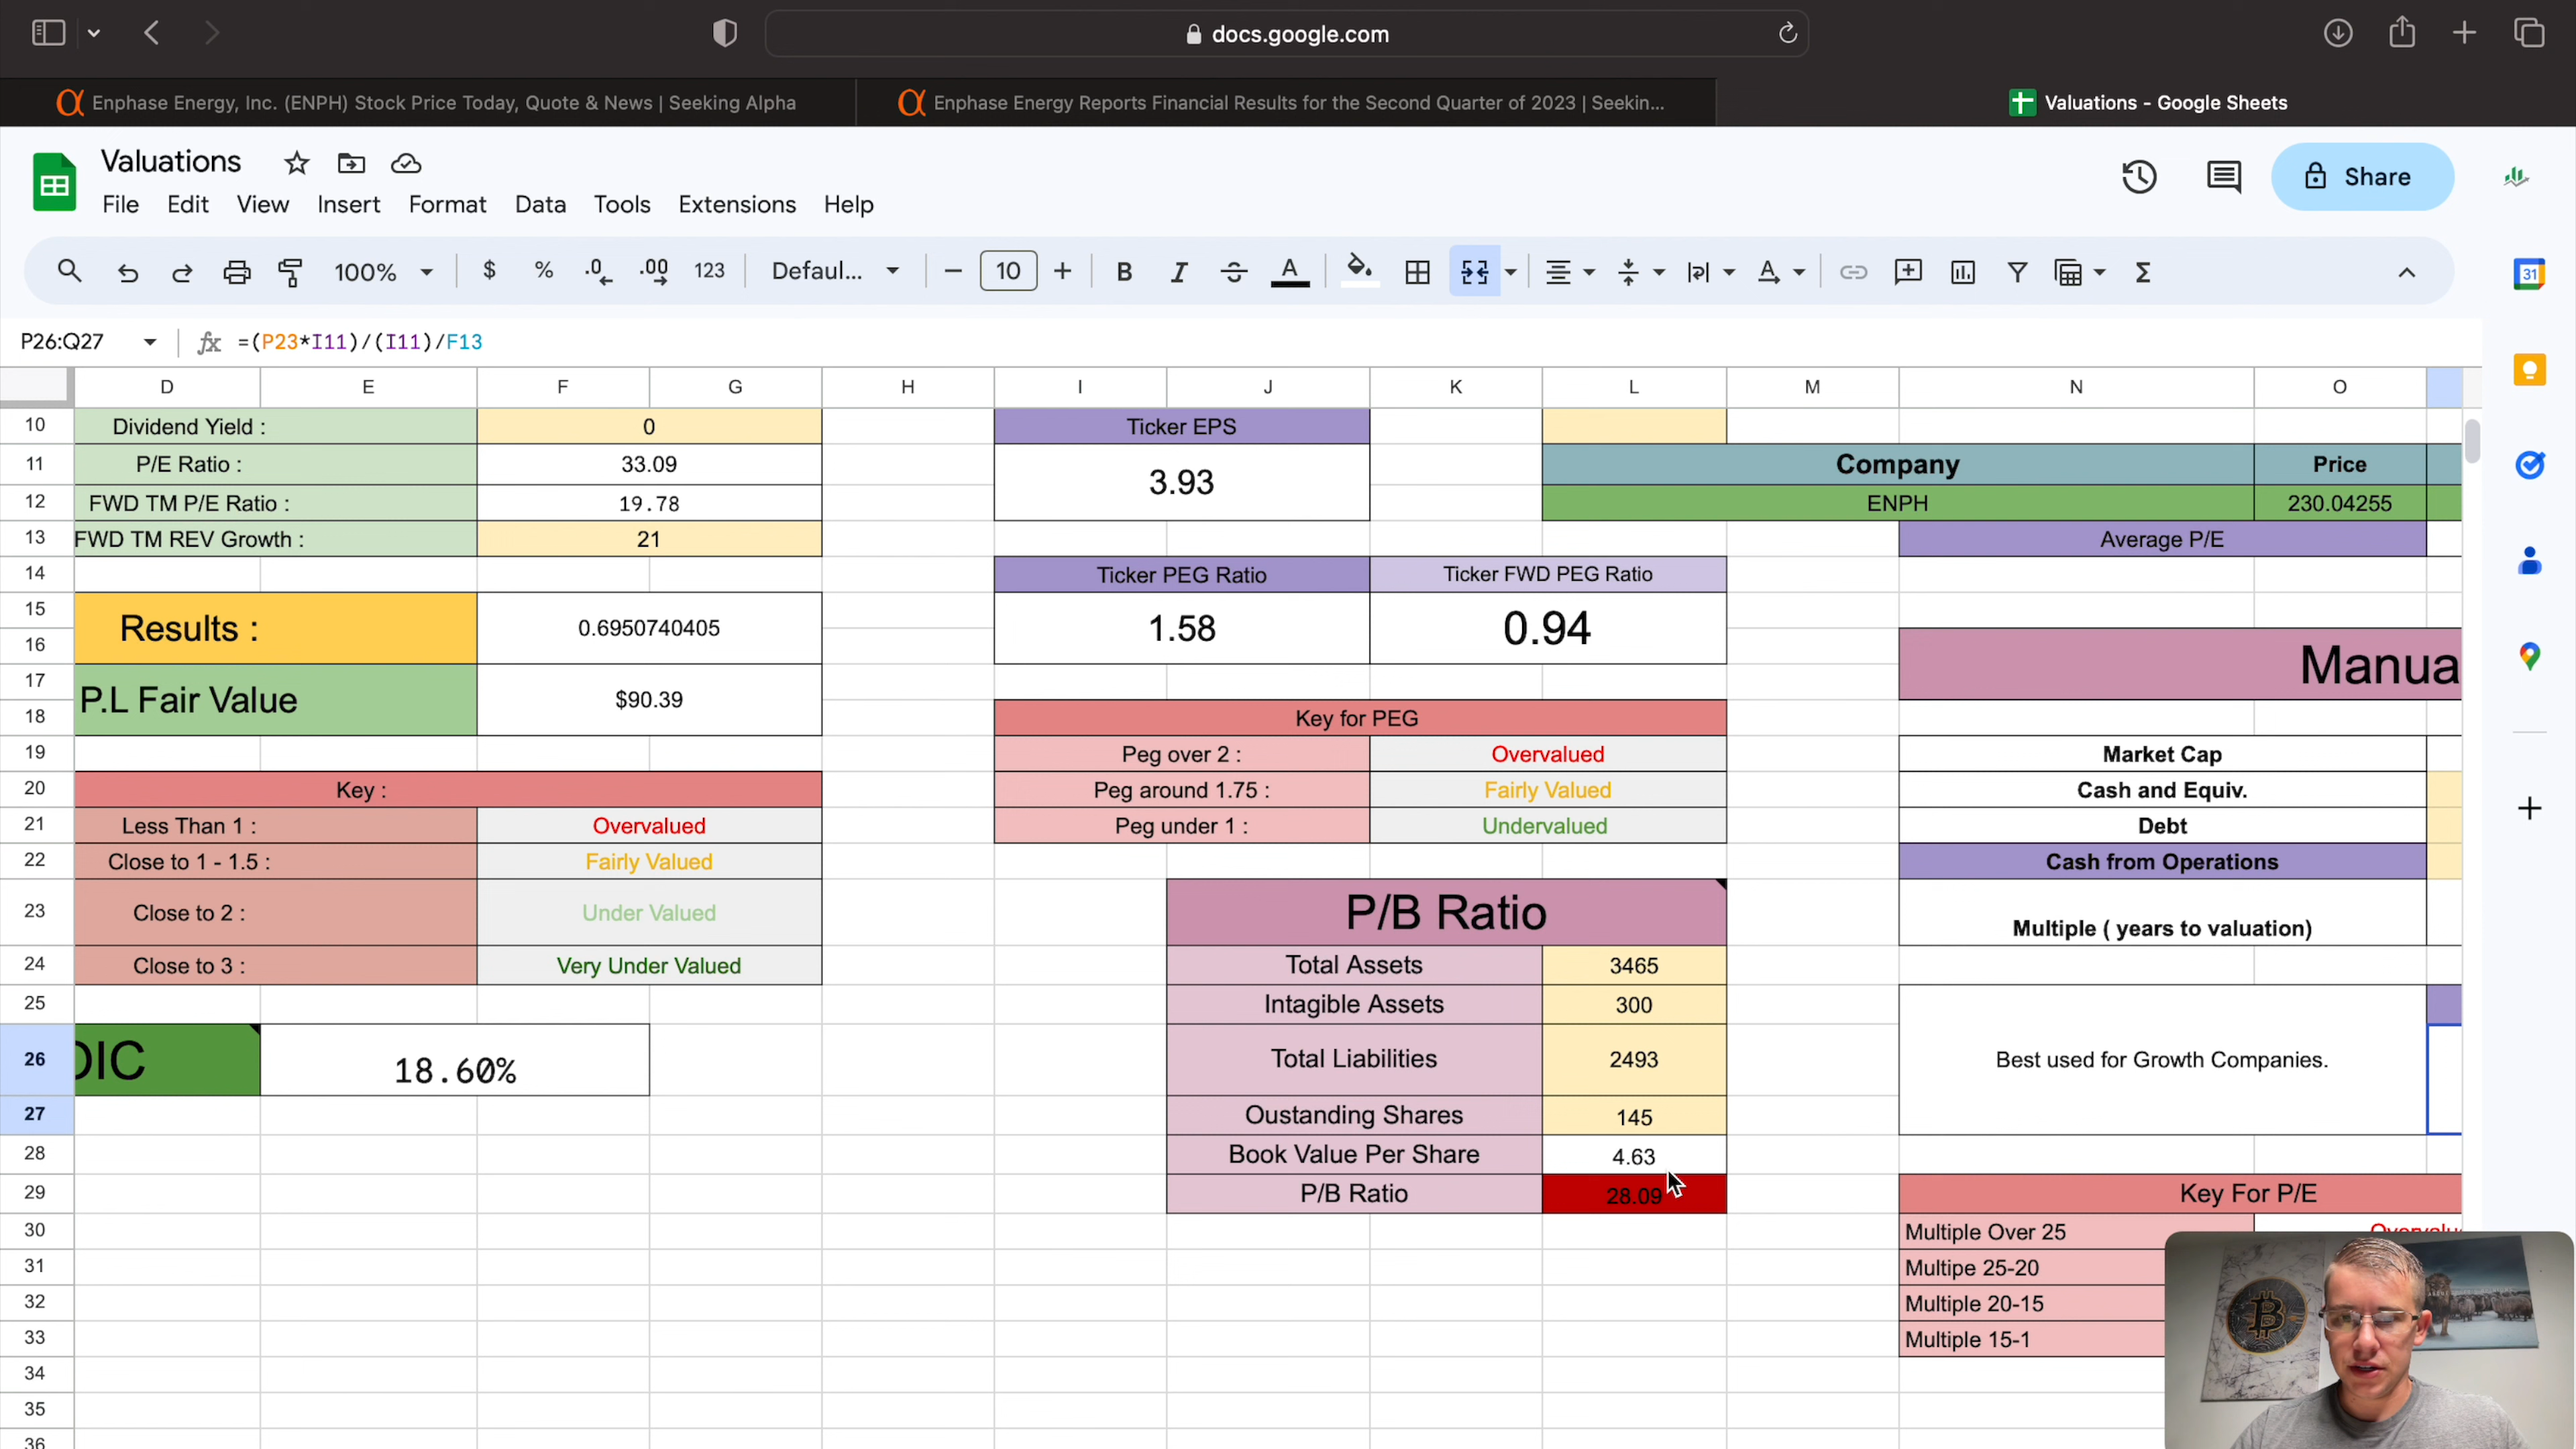 docs.google.com
Enphase Energy, Inc. (ENPH) Stock Price Today, Quote & News | Seeking Alpha
Enphase Energy Reports Financial Results for the Second Quarter of 2023 | Seekin...
Valuations - Google Sheets
Valuations
Share
File Edit View Insert Format Data Tools Extensions Help
100% $ % .0 .00 123 Defaul... 10 B I A
31
P26:Q27 fx =(P23*I11)/(I11)/F13
D E F G H I J K L M N O
10 Dividend Yield : 0 Ticker EPS
11 P/E Ratio : 33.09 3.93 Company Price
12 FWD TM P/E Ratio : 19.78 ENPH 230.04255
13 FWD TM REV Growth : 21 Average P/E
14 Ticker PEG Ratio Ticker FWD PEG Ratio
15 Results : 0.6950740405 1.58 0.94
16 Manua
17 P.L Fair Value $90.39
18 Key for PEG
19 Peg over 2 : Overvalued Market Cap
20 Key : Peg around 1.75 : Fairly Valued Cash and Equiv.
21 Less Than 1 : Overvalued Peg under 1 : Undervalued Debt
22 Close to 1 - 1.5 : Fairly Valued Cash from Operations
23 Close to 2 : Under Valued P/B Ratio Multiple ( years to valuation)
24 Close to 3 : Very Under Valued Total Assets 3465
25 Intagible Assets 300
26 OIC 18.60% Total Liabilities 2493 Best used for Growth Companies.
27 Oustanding Shares 145
28 Book Value Per Share 4.63
29 P/B Ratio 28.09 Key For P/E
30 Multiple Over 25
31 Multipe 25-20
32 Multiple 20-15
33 Multiple 15-1
34
35
36